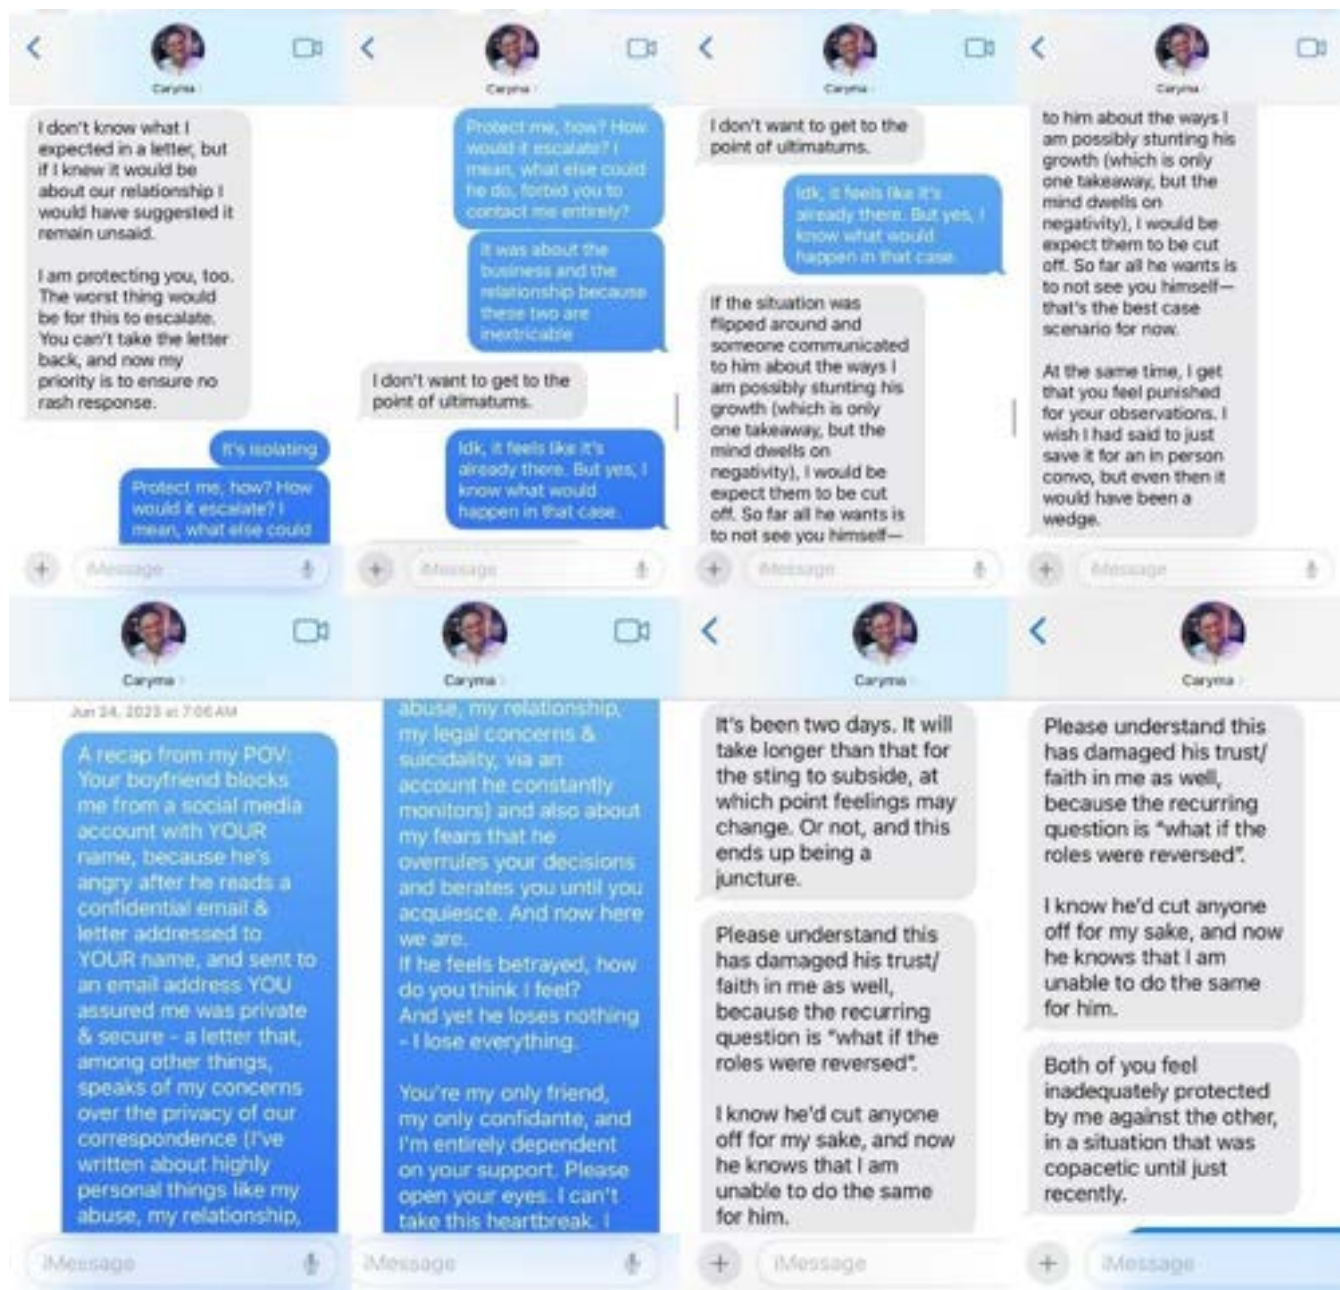 Caryma
I don't know what I
expected in a letter, but
if I knew it would be
about our relationship I
would have suggested it
remain unsaid.
I am protecting you, too.
The worst thing would
be for this to escalate.
You can't take the letter
back, and now my
priority is to ensure no
rash response.
It's isolating
Protect me, how? How
would it escalate? I
mean, what else could
iMessage
Caryma
Protect me, how? How
would it escalate? I
mean, what else could
he do, forbid you to
contact me entirely?
It was about the
business and the
relationship because
these two are
inextricable
I don't want to get to the
point of ultimatums.
Idk, it feels like it's
already there. But yes, I
know what would
happen in that case.
iMessage
Caryma
I don't want to get to the
point of ultimatums.
Idk, it feels like it's
already there. But yes, I
know what would
happen in that case.
If the situation was
flipped around and
someone communicated
to him about the ways I
am possibly stunting his
growth (which is only
one takeaway, but the
mind dwells on
negativity), I would be
expect them to be cut
off. So far all he wants is
to not see you himself—
iMessage
Caryma
to him about the ways I
am possibly stunting his
growth (which is only
one takeaway, but the
mind dwells on
negativity), I would be
expect them to be cut
off. So far all he wants is
to not see you himself—
that's the best case
scenario for now.
At the same time, I get
that you feel punished
for your observations. I
wish I had said to just
save it for an in person
convo, but even then it
would have been a
wedge.
iMessage
Caryma
Jun 24, 2023 at 7:06 AM
A recap from my POV:
Your boyfriend blocks
me from a social media
account with YOUR
name, because he's
angry after he reads a
confidential email &
letter addressed to
YOUR name, and sent to
an email address YOU
assured me was private
& secure – a letter that,
among other things,
speaks of my concerns
over the privacy of our
correspondence (I've
written about highly
personal things like my
abuse, my relationship,
iMessage
Caryma
abuse, my relationship,
my legal concerns &
suicidality, via an
account he constantly
monitors) and also about
my fears that he
overrules your decisions
and berates you until you
acquiesce. And now here
we are.
If he feels betrayed, how
do you think I feel?
And yet he loses nothing
– I lose everything.
You're my only friend,
my only confidante, and
I'm entirely dependent
on your support. Please
open your eyes. I can't
take this heartbreak. I
iMessage
Caryma
It's been two days. It will
take longer than that for
the sting to subside, at
which point feelings may
change. Or not, and this
ends up being a
juncture.
Please understand this
has damaged his trust/
faith in me as well,
because the recurring
question is "what if the
roles were reversed".
I know he'd cut anyone
off for my sake, and now
he knows that I am
unable to do the same
for him.
iMessage
Caryma
Please understand this
has damaged his trust/
faith in me as well,
because the recurring
question is "what if the
roles were reversed".
I know he'd cut anyone
off for my sake, and now
he knows that I am
unable to do the same
for him.
Both of you feel
inadequately protected
by me against the other,
in a situation that was
copacetic until just
recently.
iMessage